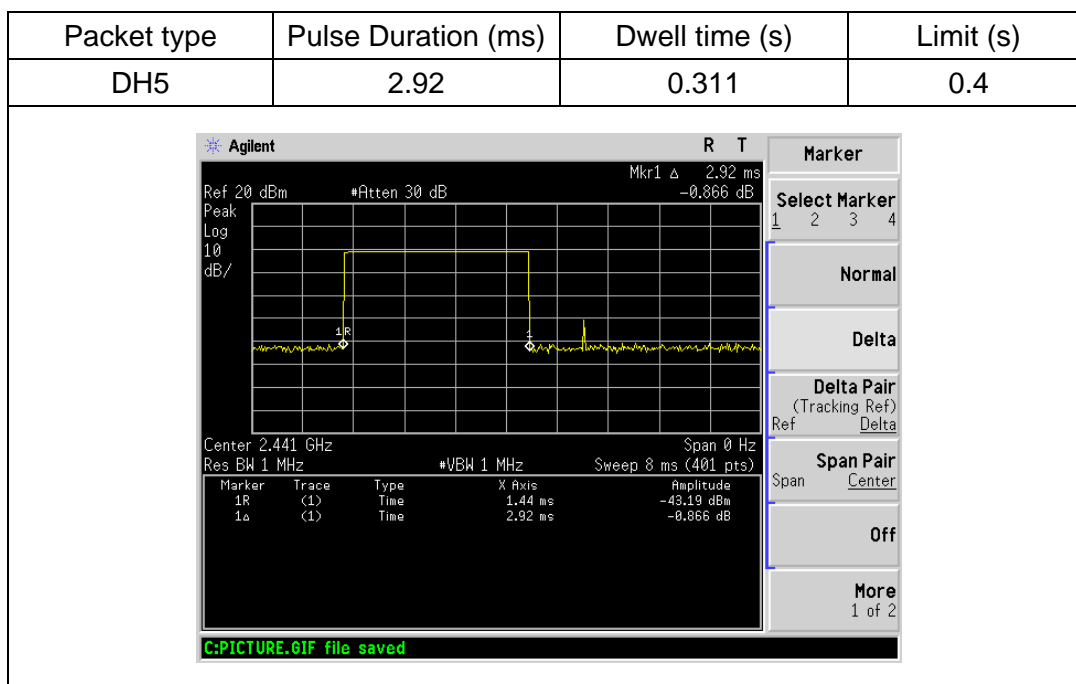 Packet type Pulse Duration (ms) Dwell time (s) Limit (s)
DH5 2.92 0.311 0.4
Agilent R T
Mkr1 Δ 2.92 ms
Ref 20 dBm #Atten 30 dB -0.866 dB
Peak
Log
10
dB/
1R
1
Center 2.441 GHz Span 0 Hz
Res BW 1 MHz #VBW 1 MHz Sweep 8 ms (401 pts)
Marker Trace Type X Axis Amplitude
1R (1) Time 1.44 ms -43.19 dBm
1Δ (1) Time 2.92 ms -0.866 dB
C:PICTURE.GIF file saved
Marker
Select Marker
1 2 3 4
Normal
Delta
Delta Pair
(Tracking Ref)
Ref Delta
Span Pair
Span Center
Off
More
1 of 2